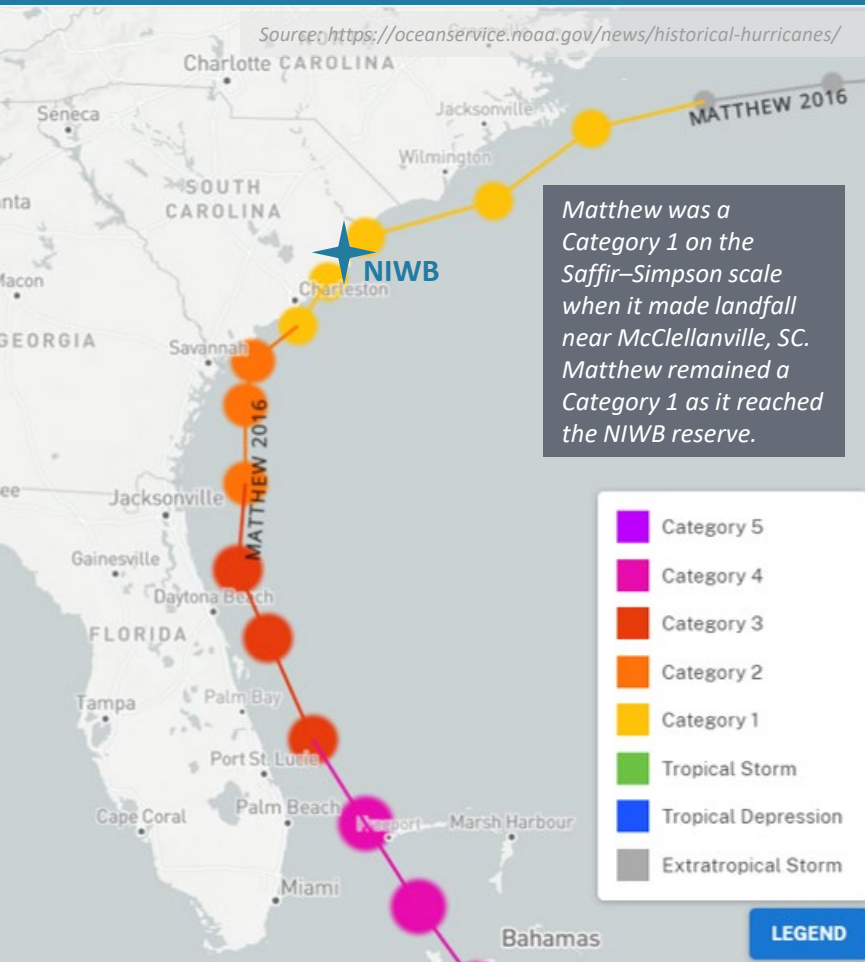 Source: https://oceanservice.noaa.gov/news/historical-hurricanes/
Charlotte
CAROLINA
Seneca
Jacksonville
MATTHEW 2016
Wilmington
SOUTH
CAROLINA
nta
Matthew was a
Category 1 on the
Saffir–Simpson scale
when it made landfall
near McClellanville, SC.
Matthew remained a
Category 1 as it reached
the NIWB reserve.
NIWB
Macon
Charleston
GEORGIA
Savannah
MATTHEW 2016
ee
Jacksonville
Gainesville
Daytona Beach
FLORIDA
Palm Bay
Tampa
Port St. Lucie
Cape Coral
Palm Beach
Freeport
Marsh Harbour
Miami
Bahamas
Category 5
Category 4
Category 3
Category 2
Category 1
Tropical Storm
Tropical Depression
Extratropical Storm
LEGEND